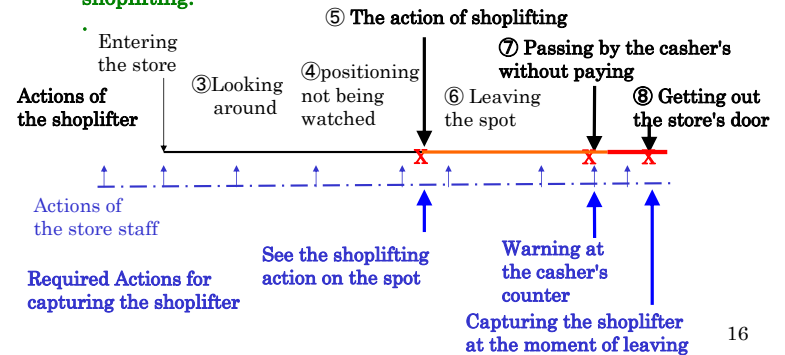 shoplifting.
.
⑤ The action of shoplifting
Entering
the store
⑦ Passing by the casher's
without paying
③Looking
around
④positioning
not being
watched
⑥ Leaving
the spot
⑧ Getting out
the store's door
Actions of
the shoplifter
X
X
X
Actions of
the store staff
See the shoplifting
action on the spot
Warning at
the casher's
counter
Required Actions for
capturing the shoplifter
Capturing the shoplifter
at the moment of leaving
16